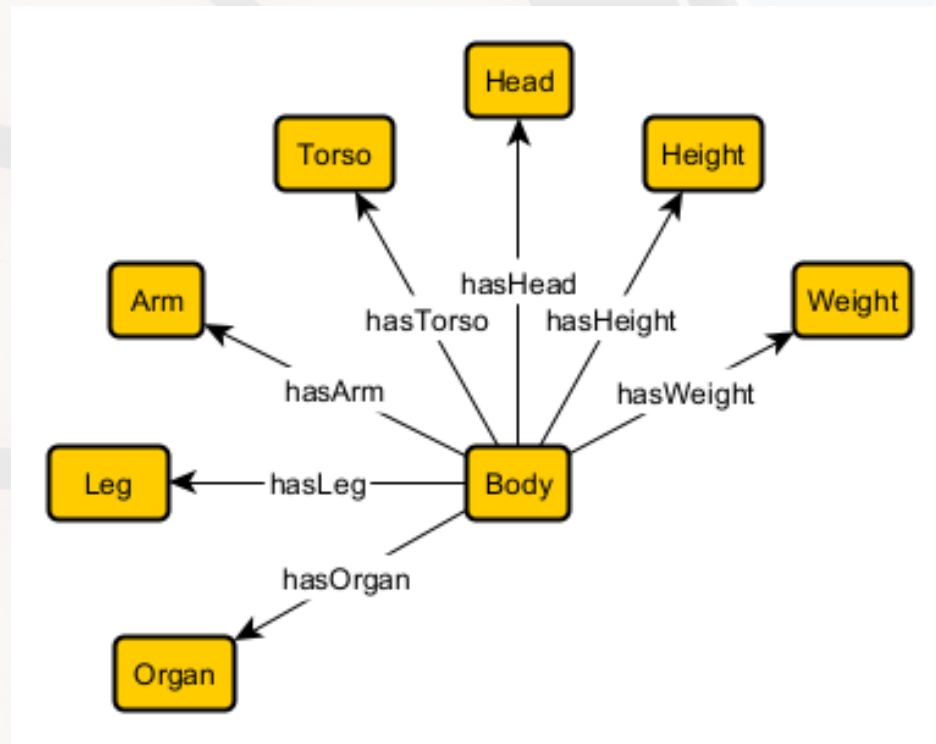 Head
Torso
Height
hasHead
Arm
Weight
hasTorso
hasHeight
hasArm
hasWeight
Leg
hasLeg
Body
hasOrgan
Organ